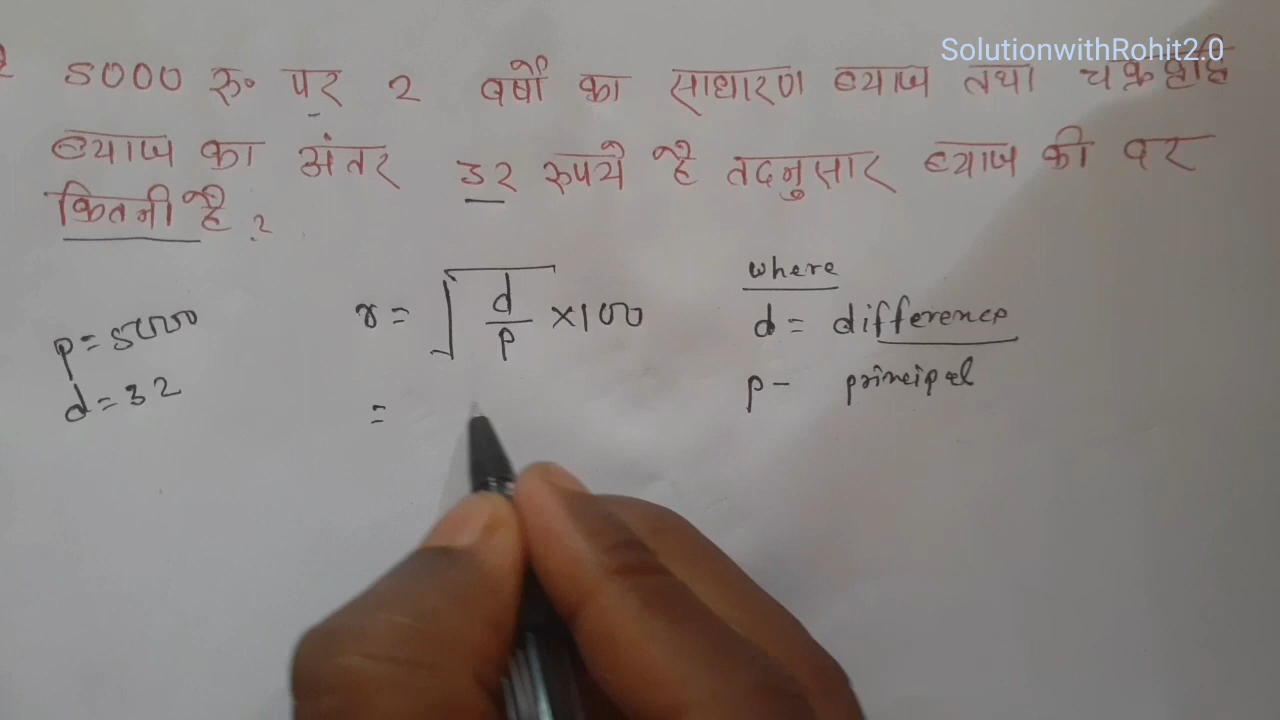 SolutionwithRohit2.0
5000 रु० पर 2 वर्षो का साधारण ब्याज तथा चक्रवृद्धि
ब्याज का अंतर 32 रुपये है तदनुसार ब्याज की दर
कितनी है ?
where
P = 5000
r = √d/P × 100
d = difference
d = 32
P - principal
=